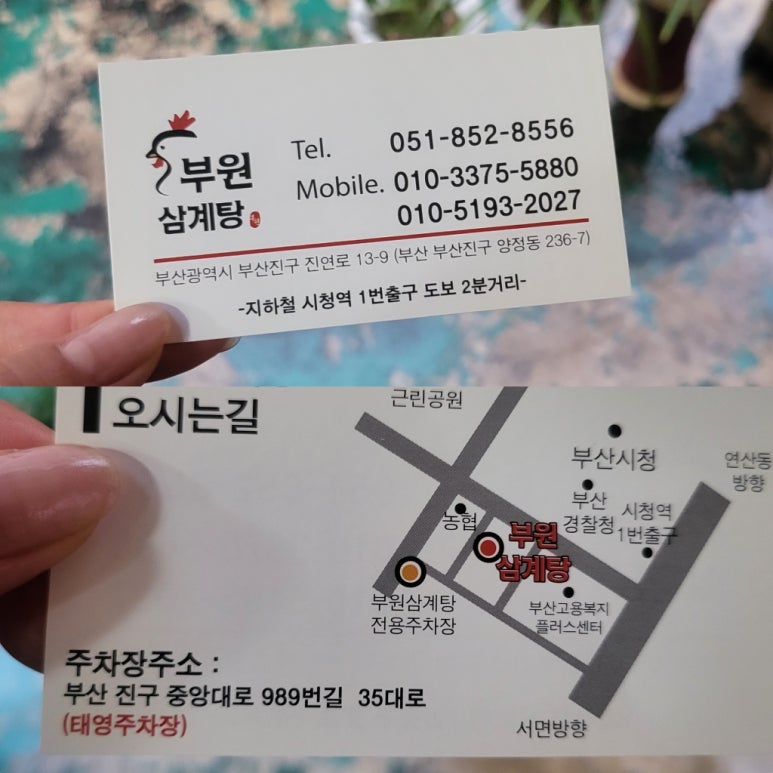 부원
삼계탕
Tel. 051-852-8556
Mobile. 010-3375-5880
010-5193-2027
부산광역시 부산진구 진연로 13-9 (부산 부산진구 양정동 236-7)
-지하철 시청역 1번출구 도보 2분거리-
오시는길
근린공원
부산시청
연산동
방향
부산
경찰청
시청역
1번출구
농협
부원
삼계탕
부원삼계탕
전용주차장
부산고용복지
플러스센터
주차장주소 :
부산 진구 중앙대로 989번길 35대로
(태영주차장)
서면방향